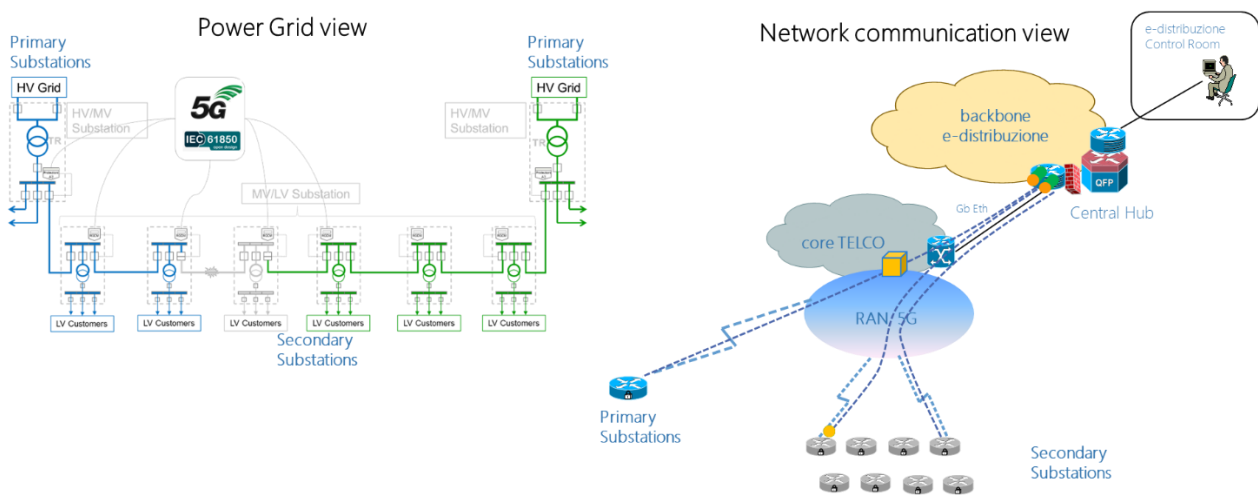 Power Grid view
Primary
Substations
HV Grid
HV/MV
Substation
TR
5G
IEC 61850
MV/LV Substation
Primary
Substations
HV Grid
HV/MV
Substation
TR
LV Customers
LV Customers
LV Customers
LV Customers
LV Customers
LV Customers
Secondary
Substations
Network communication view
e-distribuzione
Control Room
backbone
e-distribuzione
QFP
Central Hub
Gb Eth
core TELCO
RAN 5G
Primary
Substations
Secondary
Substations